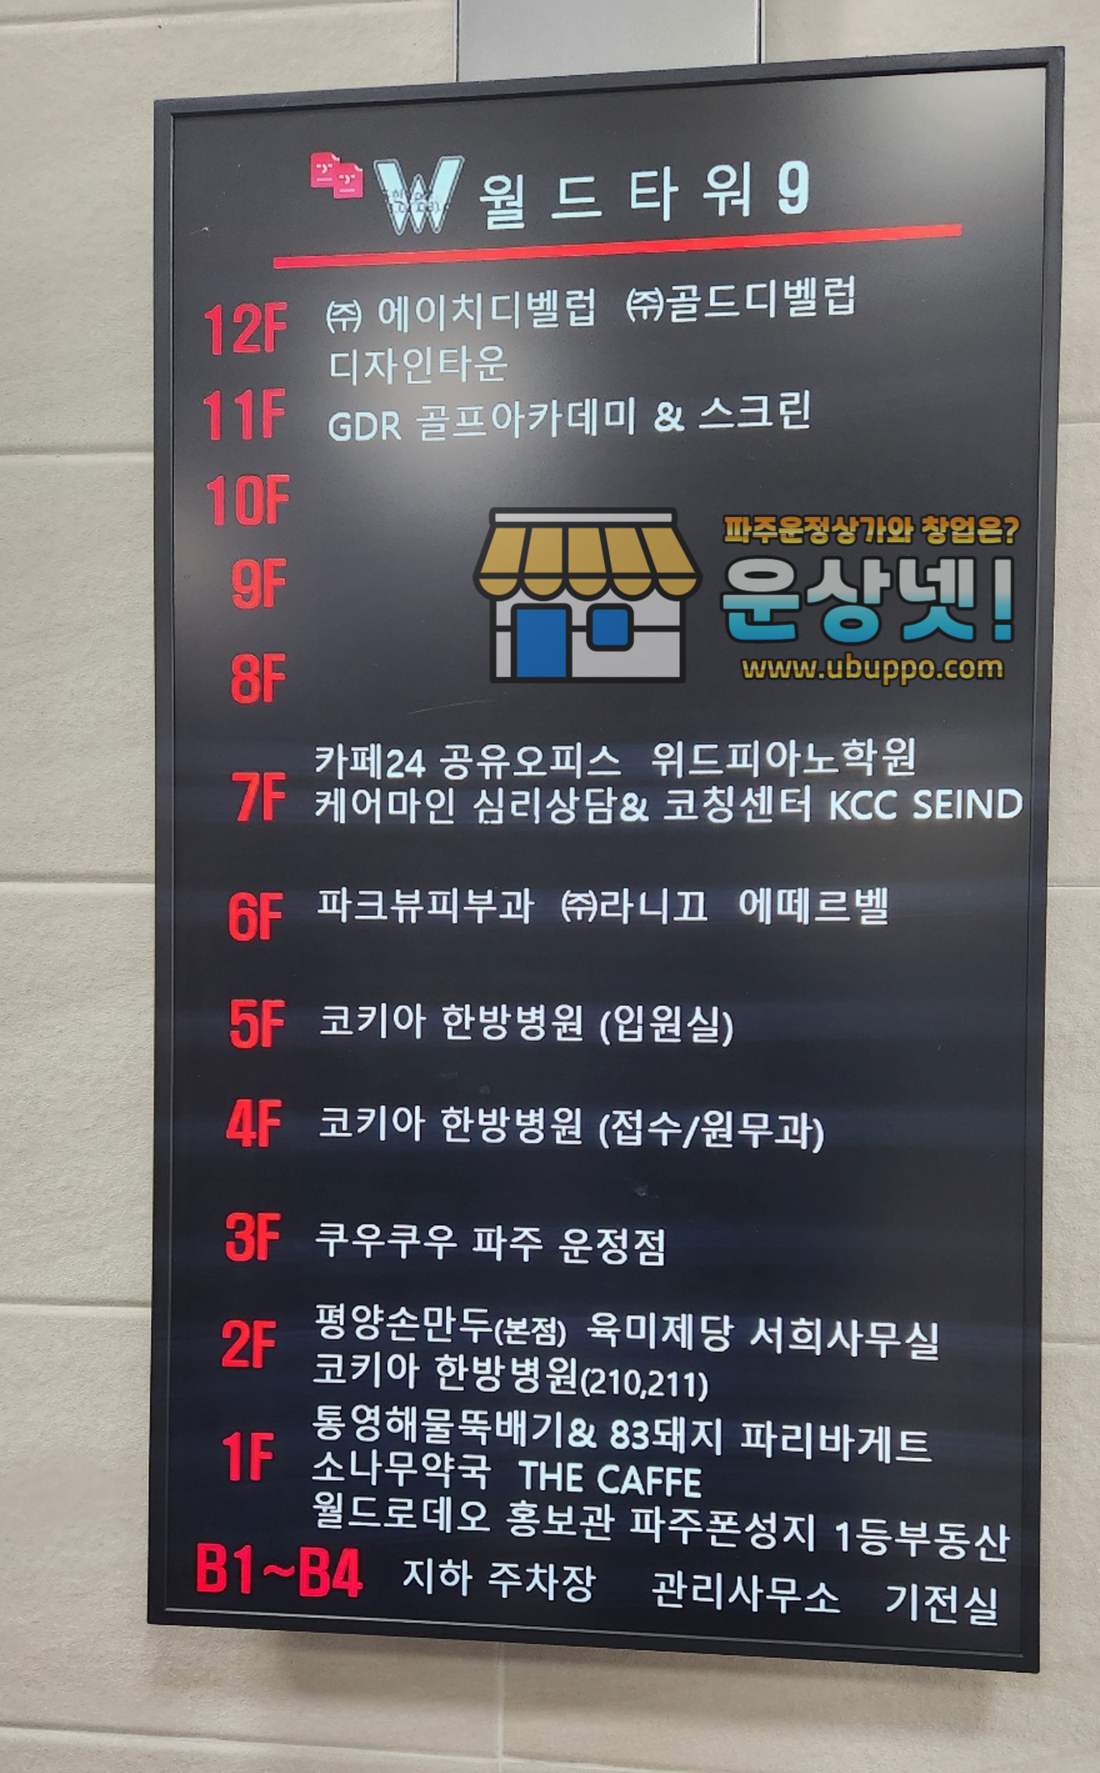 W 월드타워9
12F ㈜ 에이치디벨럽 ㈜골드디벨럽
디자인타운
11F GDR 골프아카데미 & 스크린
10F
9F
8F
파주운정상가와 창업은?
운상넷!
www.ubuppo.com
7F 카페24 공유오피스 위드피아노학원
케어마인 심리상담& 코칭센터 KCC SEIND
6F 파크뷰피부과 ㈜라니끄 에떼르벨
5F 코키아 한방병원 (입원실)
4F 코키아 한방병원 (접수/원무과)
3F 쿠우쿠우 파주 운정점
2F 평양손만두(본점) 육미제당 서희사무실
코키아 한방병원(210,211)
1F 통영해물뚝배기& 83돼지 파리바게트
소나무약국 THE CAFFE
월드로데오 홍보관 파주폰성지 1등부동산
B1~B4 지하 주차장 관리사무소 기전실